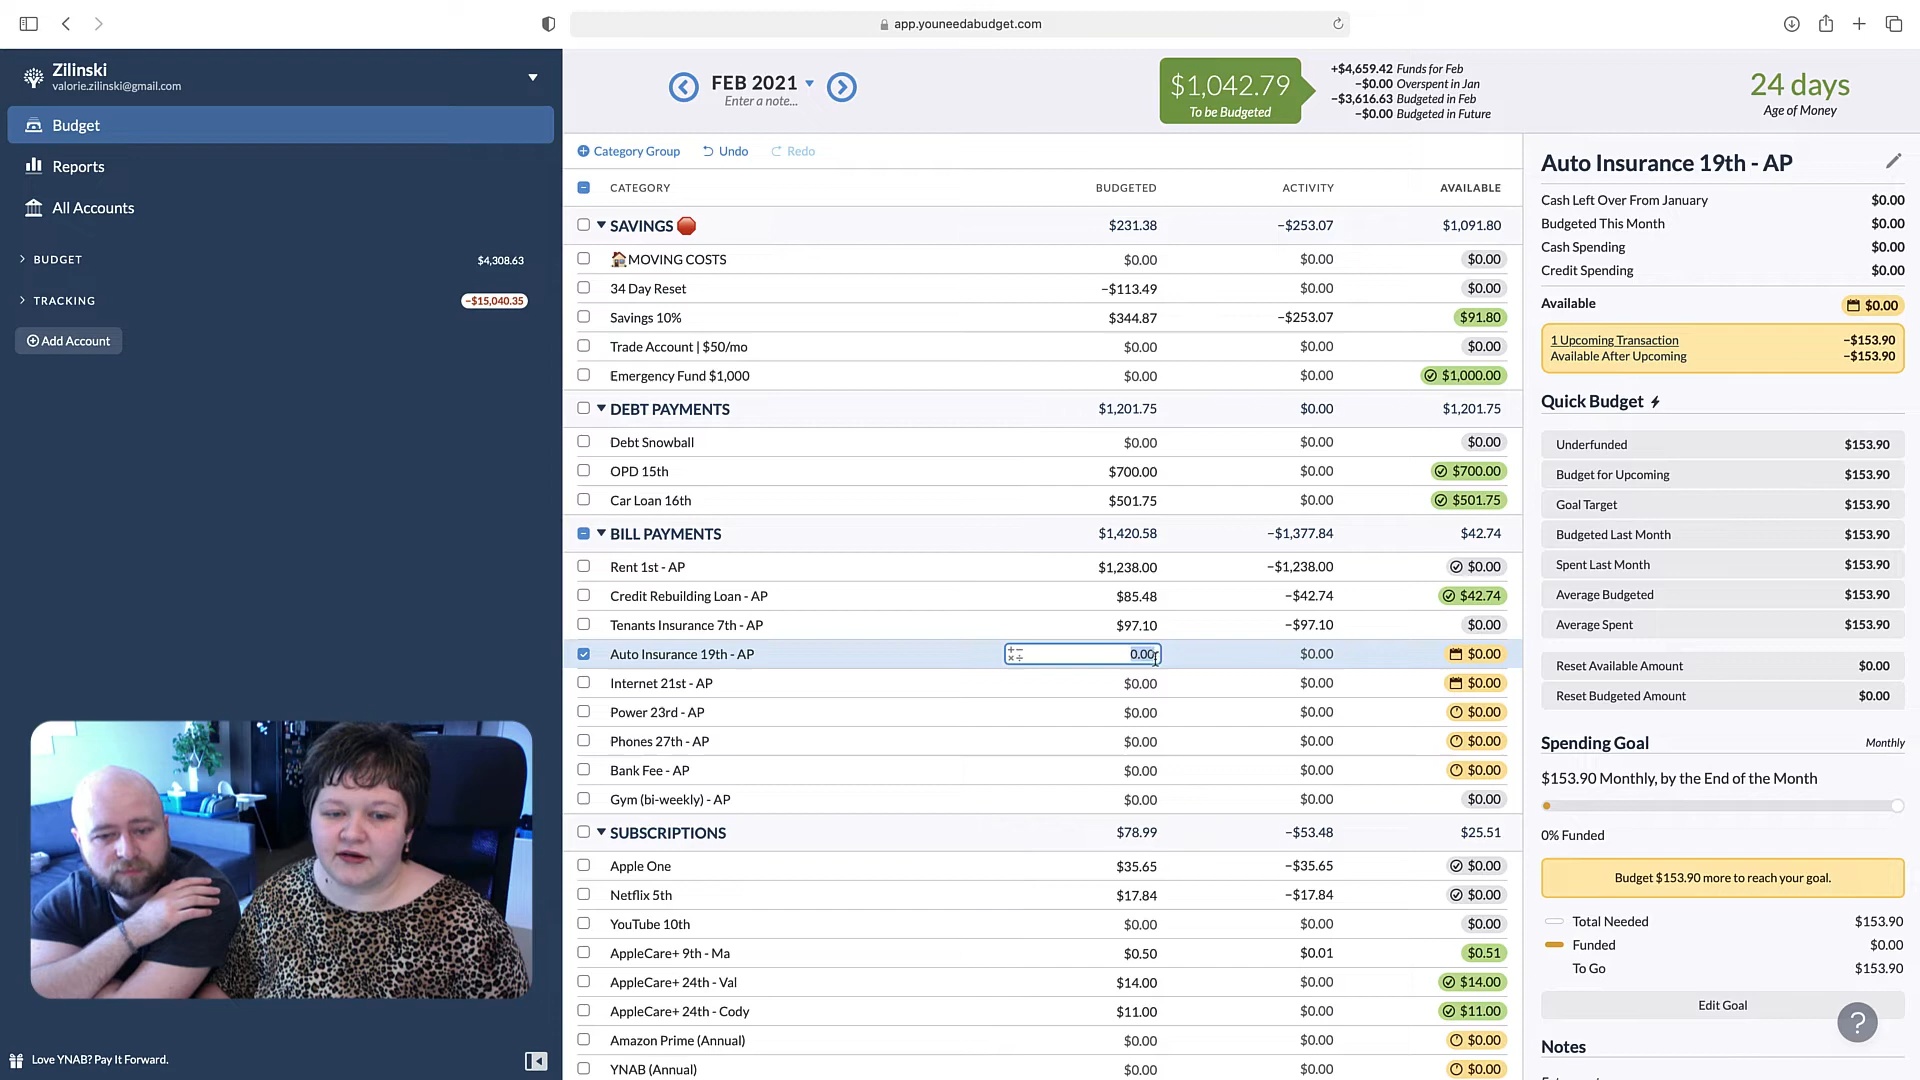 app.youneedabudget.com
Zilinski
valorie.zilinski@gmail.com
Budget
Reports
All Accounts
BUDGET $4,308.63
TRACKING −$15,040.35
Add Account
Love YNAB? Pay It Forward.
FEB 2021
Enter a note...
$1,042.79
To be Budgeted
+$4,659.42 Funds for Feb
−$0.00 Overspent in Jan
−$3,616.63 Budgeted in Feb
−$0.00 Budgeted in Future
24 days
Age of Money
Category Group Undo Redo
CATEGORY BUDGETED ACTIVITY AVAILABLE
SAVINGS $231.38 −$253.07 $1,091.80
MOVING COSTS $0.00 $0.00 $0.00
34 Day Reset −$113.49 $0.00 $0.00
Savings 10% $344.87 −$253.07 $91.80
Trade Account | $50/mo $0.00 $0.00 $0.00
Emergency Fund $1,000 $0.00 $0.00 $1,000.00
DEBT PAYMENTS $1,201.75 $0.00 $1,201.75
Debt Snowball $0.00 $0.00 $0.00
OPD 15th $700.00 $0.00 $700.00
Car Loan 16th $501.75 $0.00 $501.75
BILL PAYMENTS $1,420.58 −$1,377.84 $42.74
Rent 1st - AP $1,238.00 −$1,238.00 $0.00
Credit Rebuilding Loan - AP $85.48 −$42.74 $42.74
Tenants Insurance 7th - AP $97.10 −$97.10 $0.00
Auto Insurance 19th - AP 0.00 $0.00 $0.00
Internet 21st - AP $0.00 $0.00 $0.00
Power 23rd - AP $0.00 $0.00 $0.00
Phones 27th - AP $0.00 $0.00 $0.00
Bank Fee - AP $0.00 $0.00 $0.00
Gym (bi-weekly) - AP $0.00 $0.00 $0.00
SUBSCRIPTIONS $78.99 −$53.48 $25.51
Apple One $35.65 −$35.65 $0.00
Netflix 5th $17.84 −$17.84 $0.00
YouTube 10th $0.00 $0.00 $0.00
AppleCare+ 9th - Ma $0.50 $0.01 $0.51
AppleCare+ 24th - Val $14.00 $0.00 $14.00
AppleCare+ 24th - Cody $11.00 $0.00 $11.00
Amazon Prime (Annual) $0.00 $0.00 $0.00
YNAB (Annual) $0.00 $0.00 $0.00
Auto Insurance 19th - AP
Cash Left Over From January $0.00
Budgeted This Month $0.00
Cash Spending $0.00
Credit Spending $0.00
Available $0.00
1 Upcoming Transaction −$153.90
Available After Upcoming −$153.90
Quick Budget
Underfunded $153.90
Budget for Upcoming $153.90
Goal Target $153.90
Budgeted Last Month $153.90
Spent Last Month $153.90
Average Budgeted $153.90
Average Spent $153.90
Reset Available Amount $0.00
Reset Budgeted Amount $0.00
Spending Goal Monthly
$153.90 Monthly, by the End of the Month
0% Funded
Budget $153.90 more to reach your goal.
Total Needed $153.90
Funded $0.00
To Go $153.90
Edit Goal
?
Notes